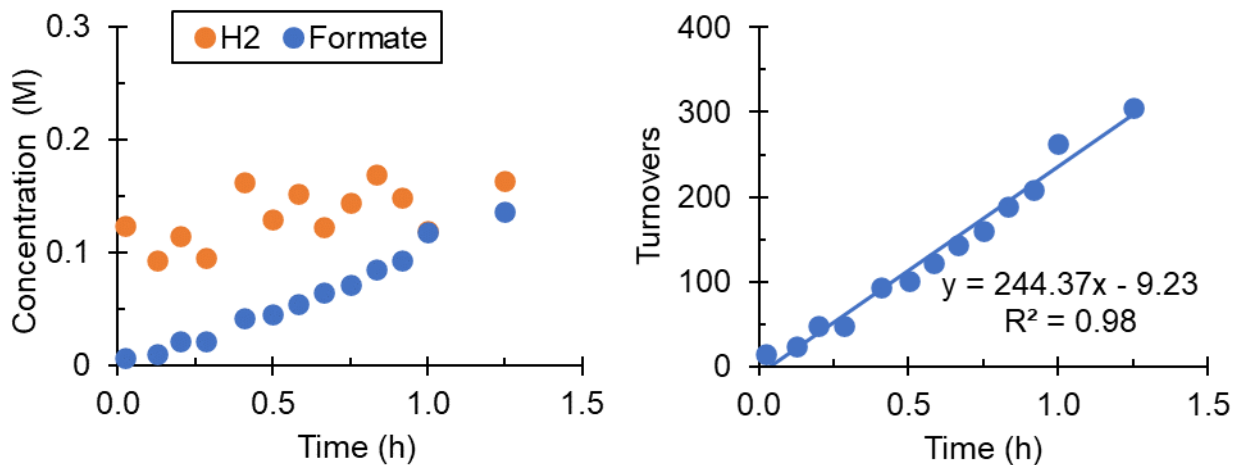 H2 Formate
Concentration (M)
0.3
0.2
0.1
0
0.0 0.5 1.0 1.5
Time (h)
Turnovers
400
300
200
100
0
y = 244.37x - 9.23
R² = 0.98
0.0 0.5 1.0 1.5
Time (h)